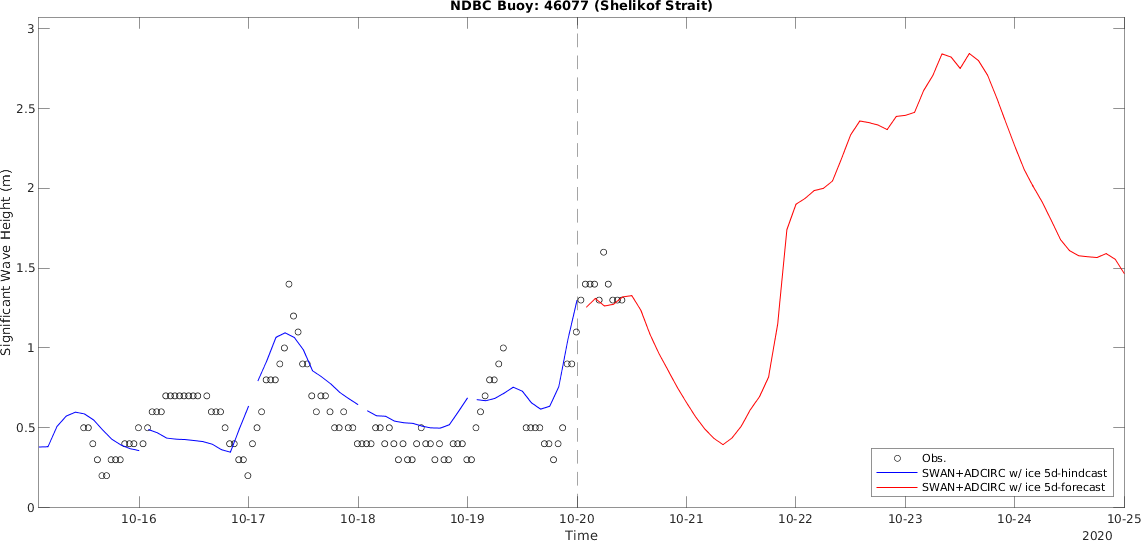 NDBC Buoy: 46077 (Shelikof Strait)
3
2.5
2
1.5
1
0.5
0
Significant Wave Height (m)
Obs.
SWAN+ADCIRC w/ ice 5d-hindcast
SWAN+ADCIRC w/ ice 5d-forecast
10-16 10-17 10-18 10-19 10-20 10-21 10-22 10-23 10-24 10-25
Time
2020